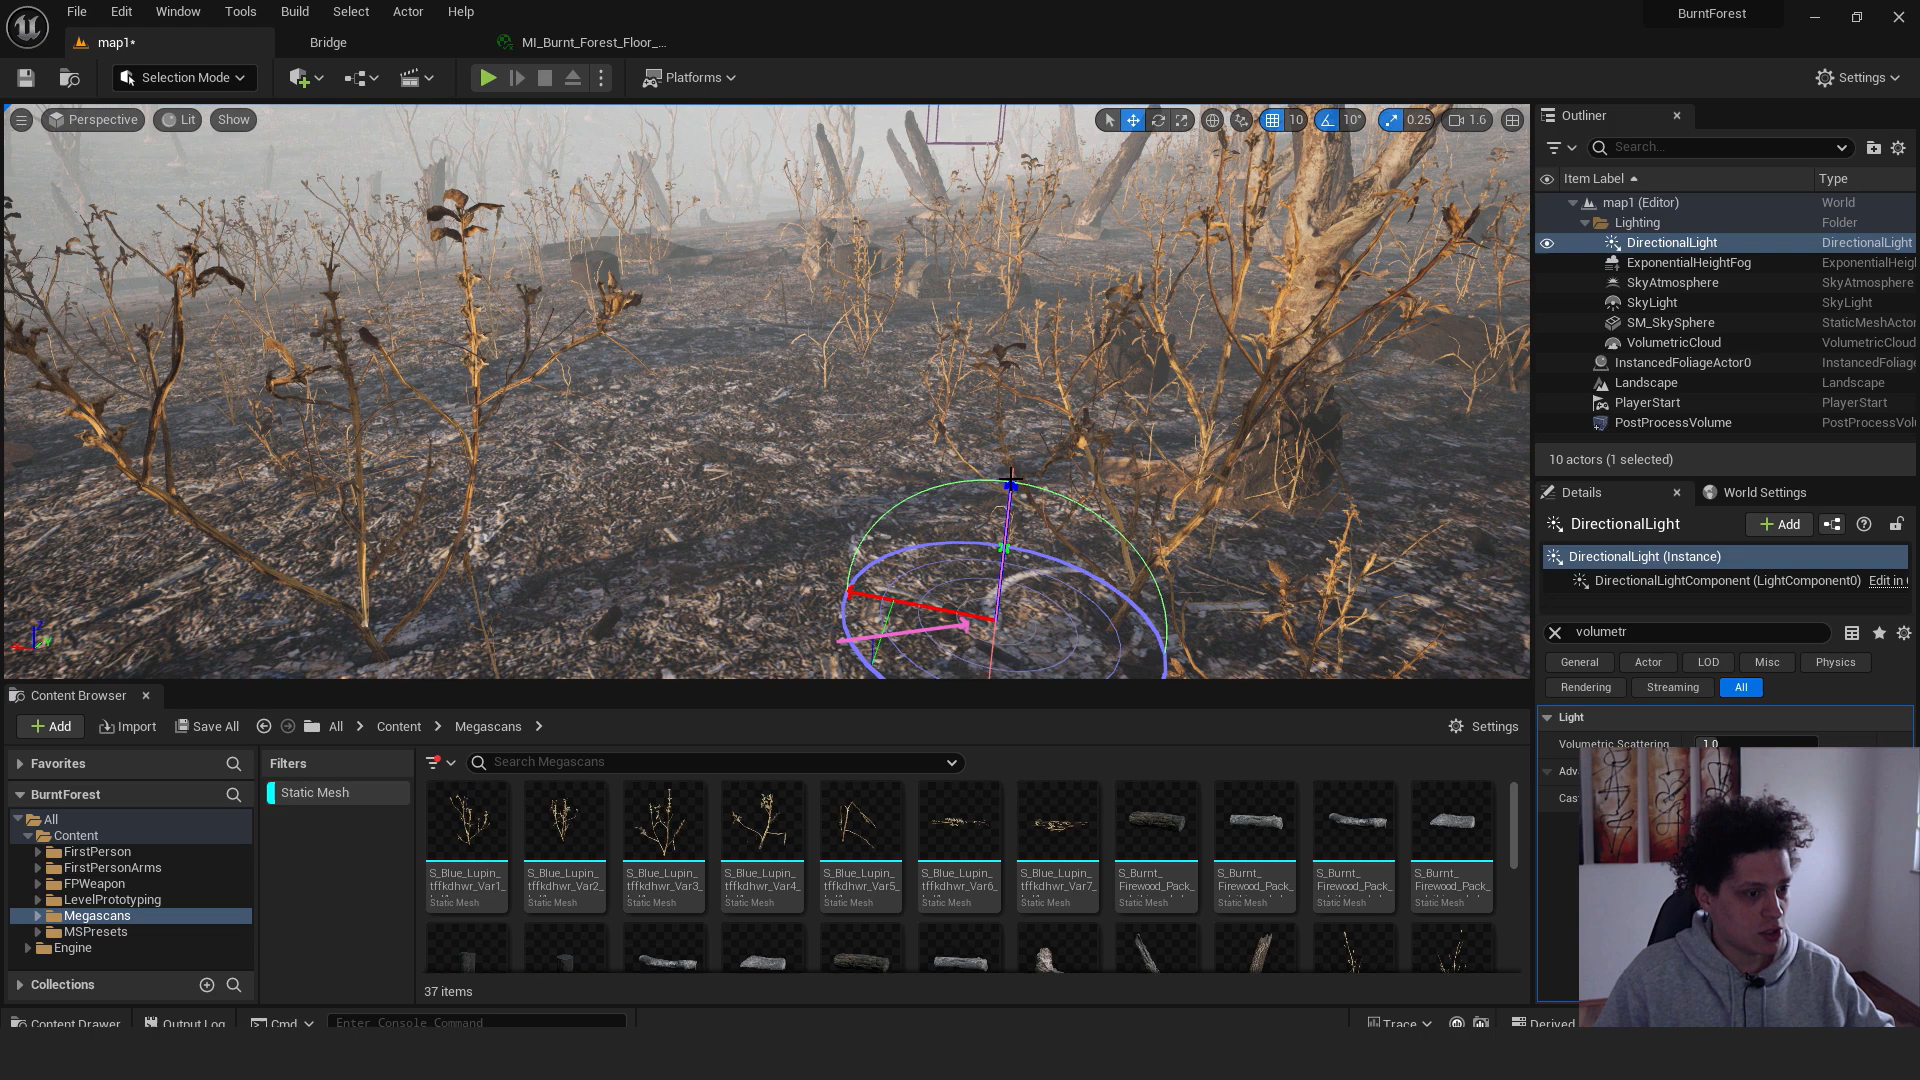 File Edit Window Tools Build Select Actor Help
BurntForest
map1*
Bridge
MI_Burnt_Forest_Floor_...
Selection Mode
Platforms
Settings
Perspective
Lit
Show
10
10°
0.25
1.6
Outliner
Search...
Item Label
Type
map1 (Editor)
World
Lighting
Folder
DirectionalLight
DirectionalLight
ExponentialHeightFog
ExponentialHeig
SkyAtmosphere
SkyAtmosphere
SkyLight
SkyLight
SM_SkySphere
StaticMeshActo
VolumetricCloud
VolumetricCloud
InstancedFoliageActor0
InstancedFoliage
Landscape
Landscape
PlayerStart
PlayerStart
PostProcessVolume
PostProcessVol
10 actors (1 selected)
Details
World Settings
DirectionalLight
Add
DirectionalLight (Instance)
DirectionalLightComponent (LightComponent0)
Edit in
volumetr
General
Actor
LOD
Misc
Physics
Rendering
Streaming
All
Light
Volumetric Scattering
1.0
Adv
Cas
Content Browser
Add
Import
Save All
All
Content
Megascans
Settings
Favorites
BurntForest
All
Content
FirstPerson
FirstPersonArms
FPWeapon
LevelPrototyping
Megascans
MSPresets
Engine
Collections
Filters
Static Mesh
Search Megascans
S_Blue_Lupin_
tffkdhwr_Var1_
Static Mesh
S_Blue_Lupin_
tffkdhwr_Var2_
Static Mesh
S_Blue_Lupin_
tffkdhwr_Var3_
Static Mesh
S_Blue_Lupin_
tffkdhwr_Var4_
Static Mesh
S_Blue_Lupin_
tffkdhwr_Var5_
Static Mesh
S_Blue_Lupin_
tffkdhwr_Var6_
Static Mesh
S_Blue_Lupin_
tffkdhwr_Var7_
Static Mesh
S_Burnt_
Firewood_Pack_
Static Mesh
S_Burnt_
Firewood_Pack_
Static Mesh
S_Burnt_
Firewood_Pack_
Static Mesh
S_Burnt_
Firewood_Pack_
Static Mesh
37 items
Content Drawer
Output Log
Cmd
Enter Console Command
Trace
Derived